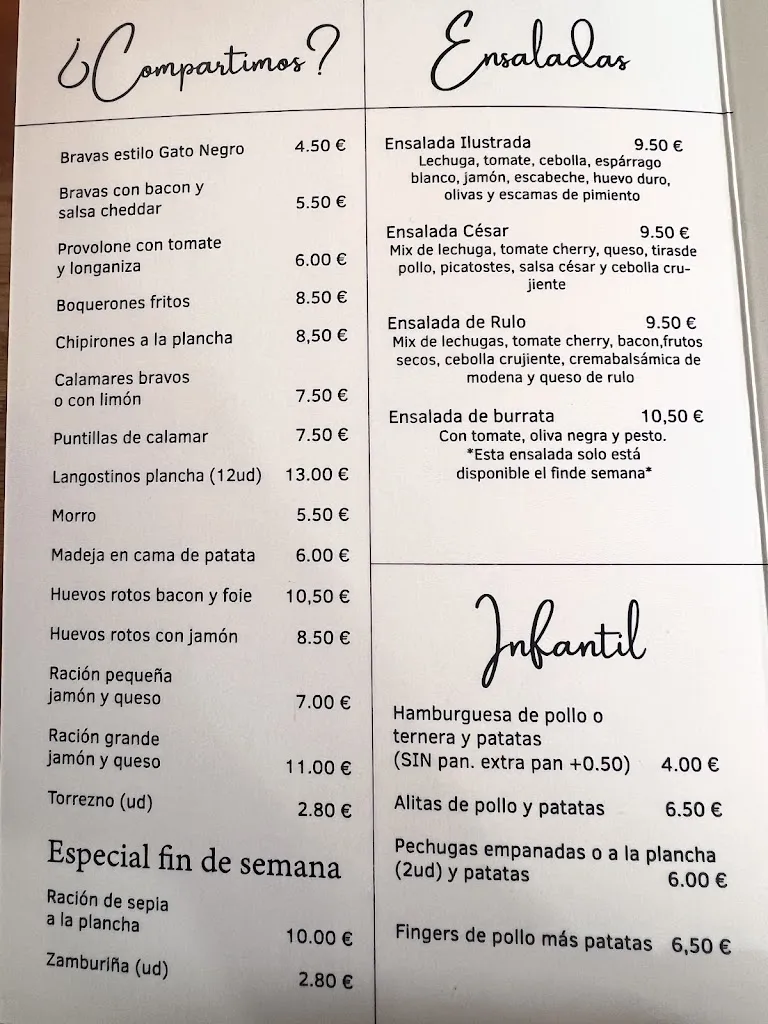 ¿Compartimos?
Bravas estilo Gato Negro 4.50 €
Bravas con bacon y
salsa cheddar 5.50 €
Provolone con tomate
y longaniza 6.00 €
Boquerones fritos 8.50 €
Chipirones a la plancha 8,50 €
Calamares bravos
o con limón 7.50 €
Puntillas de calamar 7.50 €
Langostinos plancha (12ud) 13.00 €
Morro 5.50 €
Madeja en cama de patata 6.00 €
Huevos rotos bacon y foie 10,50 €
Huevos rotos con jamón 8.50 €
Ración pequeña
jamón y queso 7.00 €
Ración grande
jamón y queso 11.00 €
Torrezno (ud) 2.80 €
Especial fin de semana
Ración de sepia
a la plancha 10.00 €
Zamburiña (ud) 2.80 €
Ensaladas
Ensalada Ilustrada 9.50 €
Lechuga, tomate, cebolla, espárrago
blanco, jamón, escabeche, huevo duro,
olivas y escamas de pimiento
Ensalada César 9.50 €
Mix de lechuga, tomate cherry, queso, tirasde
pollo, picatostes, salsa césar y cebolla cru-
jiente
Ensalada de Rulo 9.50 €
Mix de lechugas, tomate cherry, bacon,frutos
secos, cebolla crujiente, cremabalsámica de
modena y queso de rulo
Ensalada de burrata 10,50 €
Con tomate, oliva negra y pesto.
*Esta ensalada solo está
disponible el finde semana*
Infantil
Hamburguesa de pollo o
ternera y patatas
(SIN pan. extra pan +0.50) 4.00 €
Alitas de pollo y patatas 6.50 €
Pechugas empanadas o a la plancha
(2ud) y patatas 6.00 €
Fingers de pollo más patatas 6,50 €